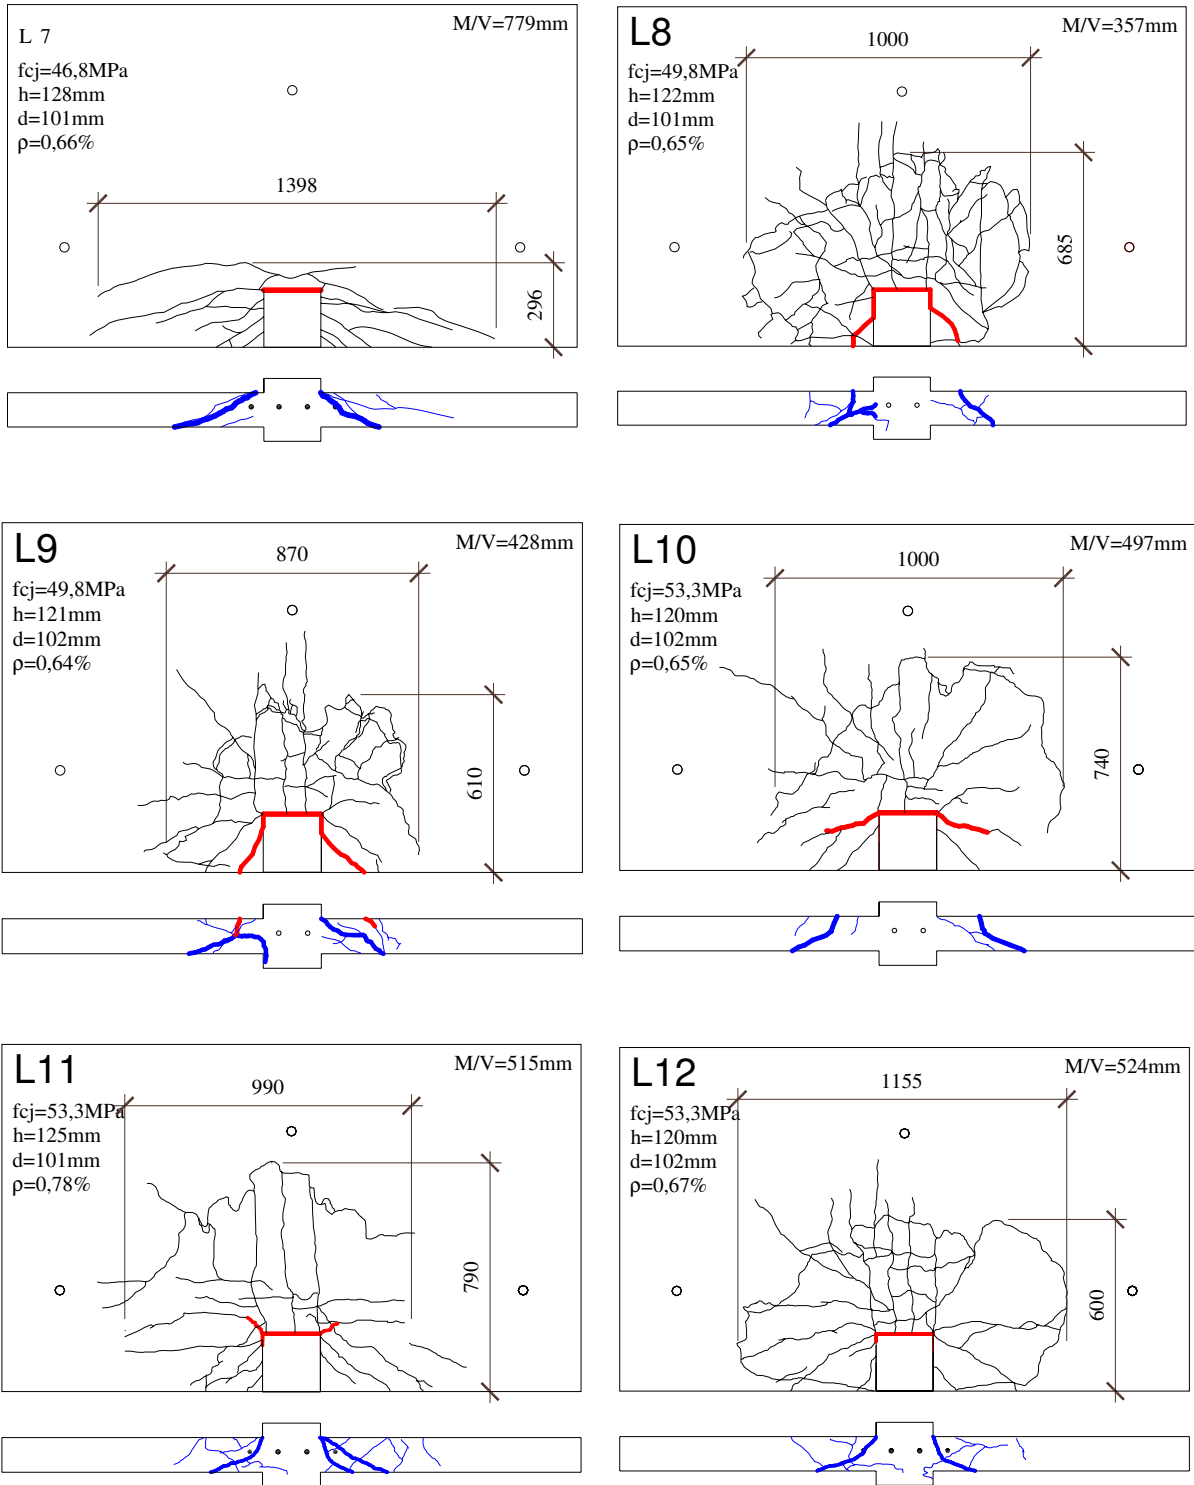 L 7
M/V=779mm
fcj=46,8MPa
h=128mm
d=101mm
ρ=0,66%
1398
296
L8
M/V=357mm
1000
fcj=49,8MPa
h=122mm
d=101mm
ρ=0,65%
685
L9
M/V=428mm
870
fcj=49,8MPa
h=121mm
d=102mm
ρ=0,64%
610
L10
M/V=497mm
1000
fcj=53,3MPa
h=120mm
d=102mm
ρ=0,65%
740
L11
M/V=515mm
990
fcj=53,3MPa
h=125mm
d=101mm
ρ=0,78%
790
L12
M/V=524mm
1155
fcj=53,3MPa
h=120mm
d=102mm
ρ=0,67%
600